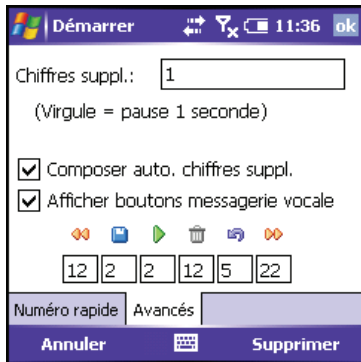 Démarrer 11:36 ok
Chiffres suppl.: 1
(Virgule = pause 1 seconde)
Composer auto. chiffres suppl.
Afficher boutons messagerie vocale
12 2 2 12 5 22
Numéro rapide Avancés
Annuler Supprimer